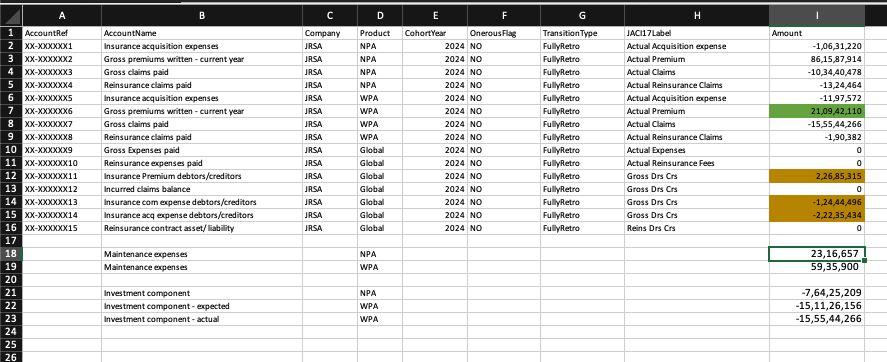 A B C D E F G H I
1 AccountRef AccountName Company Product CohortYear OnerousFlag TransitionType JACI17Label Amount
2 XX-XXXXXX1 Insurance acquisition expenses JRSA NPA 2024 NO FullyRetro Actual Acquisition expense -1,06,31,220
3 XX-XXXXXX2 Gross premiums written - current year JRSA NPA 2024 NO FullyRetro Actual Premium 86,15,87,914
4 XX-XXXXXX3 Gross claims paid JRSA NPA 2024 NO FullyRetro Actual Claims -10,34,40,478
5 XX-XXXXXX4 Reinsurance claims paid JRSA NPA 2024 NO FullyRetro Actual Reinsurance Claims -13,24,464
6 XX-XXXXXX5 Insurance acquisition expenses JRSA WPA 2024 NO FullyRetro Actual Acquisition expense -11,97,572
7 XX-XXXXXX6 Gross premiums written - current year JRSA WPA 2024 NO FullyRetro Actual Premium 21,09,42,110
8 XX-XXXXXX7 Gross claims paid JRSA WPA 2024 NO FullyRetro Actual Claims -15,55,44,266
9 XX-XXXXXX8 Reinsurance claims paid JRSA WPA 2024 NO FullyRetro Actual Reinsurance Claims -1,90,382
10 XX-XXXXXX9 Gross Expenses paid JRSA Global 2024 NO FullyRetro Actual Expenses 0
11 XX-XXXXXX10 Reinsurance expenses paid JRSA Global 2024 NO FullyRetro Actual Reinsurance Fees 0
12 XX-XXXXXX11 Insurance Premium debtors/creditors JRSA Global 2024 NO FullyRetro Gross Drs Crs 2,26,85,315
13 XX-XXXXXX12 Incurred claims balance JRSA Global 2024 NO FullyRetro Gross Drs Crs 0
14 XX-XXXXXX13 Insurance com expense debtors/creditors JRSA Global 2024 NO FullyRetro Gross Drs Crs -1,24,44,496
15 XX-XXXXXX14 Insurance acq expense debtors/creditors JRSA Global 2024 NO FullyRetro Gross Drs Crs -2,22,35,434
16 XX-XXXXXX15 Reinsurance contract asset/ liability JRSA Global 2024 NO FullyRetro Reins Drs Crs 0
17
18 Maintenance expenses NPA 23,16,657
19 Maintenance expenses WPA 59,35,900
20
21 Investment component NPA -7,64,25,209
22 Investment component - expected WPA -15,11,26,156
23 Investment component - actual WPA -15,55,44,266
24
25
26